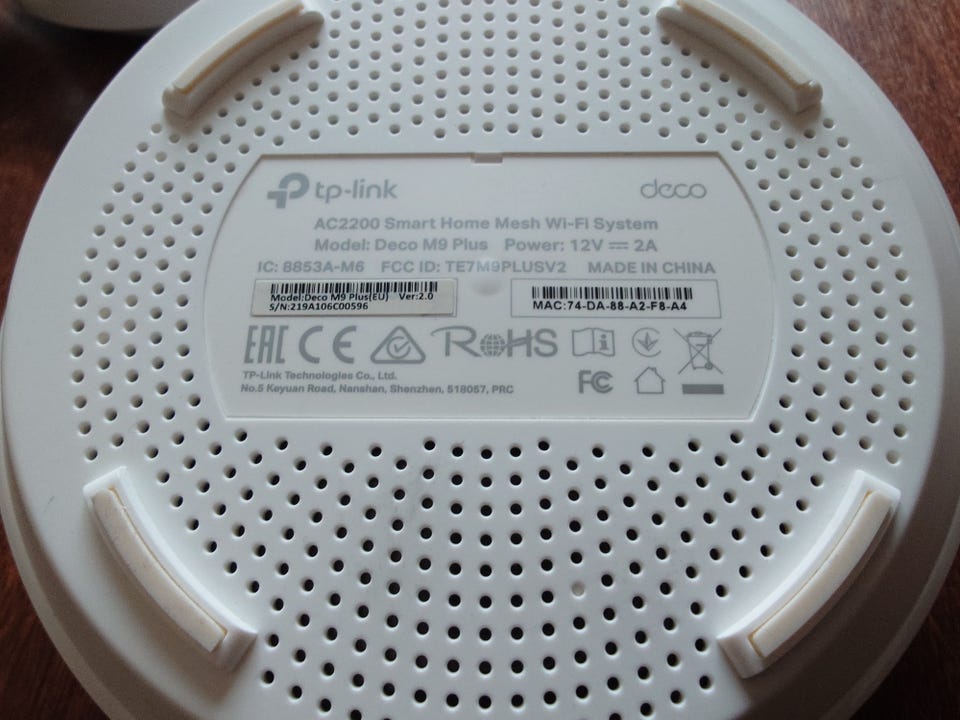 tp-link deco
AC2200 Smart Home Mesh Wi-Fi System
Model: Deco M9 Plus Power: 12V ⎓ 2A
IC: 8853A-M6 FCC ID: TE7M9PLUSV2 MADE IN CHINA
Model:Deco M9 Plus(EU) Ver:2.0
S/N:219A106C00596
MAC:74-DA-88-A2-F8-A4
EAC CE RoHS
FC
TP-Link Technologies Co., Ltd.
No.5 Keyuan Road, Nanshan, Shenzhen, 518057, PRC